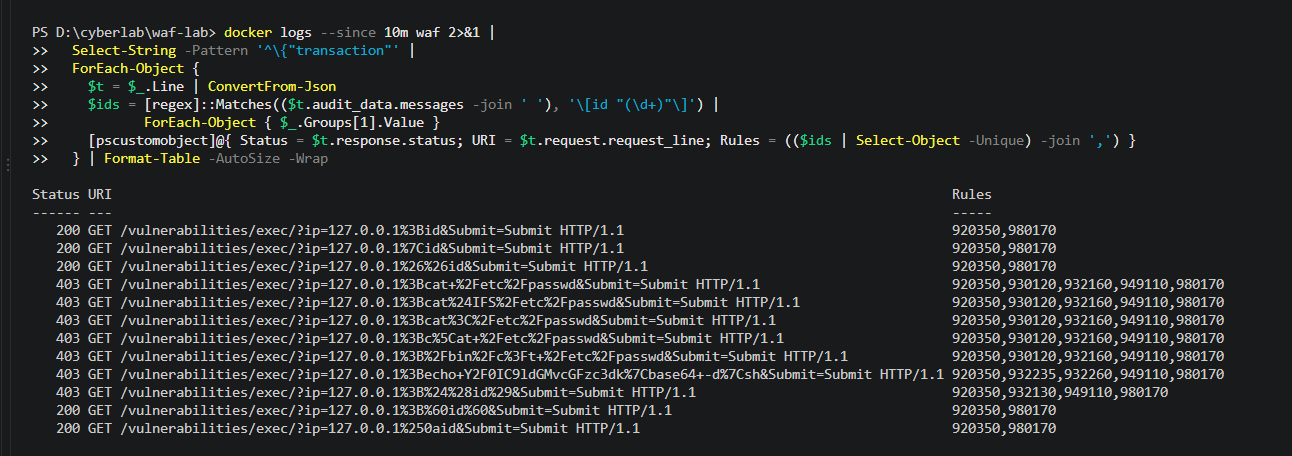 PS D:\cyberlab\waf-lab> docker logs --since 10m waf 2>&1 |
>>   Select-String -Pattern '^\{"transaction"' |
>>   ForEach-Object {
>>     $t = $_.Line | ConvertFrom-Json
>>     $ids = [regex]::Matches(($t.audit_data.messages -join ' '), '\[id "(\d+)"\]') |
>>            ForEach-Object { $_.Groups[1].Value }
>>     [pscustomobject]@{ Status = $t.response.status; URI = $t.request.request_line; Rules = (($ids | Select-Object -Unique) -join ',') }
>>   } | Format-Table -AutoSize -Wrap
Status URI Rules
------ --- -----
200 GET /vulnerabilities/exec/?ip=127.0.0.1%3Bid&Submit=Submit HTTP/1.1 920350,980170
200 GET /vulnerabilities/exec/?ip=127.0.0.1%7Cid&Submit=Submit HTTP/1.1 920350,980170
200 GET /vulnerabilities/exec/?ip=127.0.0.1%26%26id&Submit=Submit HTTP/1.1 920350,980170
403 GET /vulnerabilities/exec/?ip=127.0.0.1%3Bcat+%2Fetc%2Fpasswd&Submit=Submit HTTP/1.1 920350,930120,932160,949110,980170
403 GET /vulnerabilities/exec/?ip=127.0.0.1%3Bcat%24IFS%2Fetc%2Fpasswd&Submit=Submit HTTP/1.1 920350,930120,932160,949110,980170
403 GET /vulnerabilities/exec/?ip=127.0.0.1%3Bcat%3C%2Fetc%2Fpasswd&Submit=Submit HTTP/1.1 920350,930120,932160,949110,980170
403 GET /vulnerabilities/exec/?ip=127.0.0.1%3Bc%5Cat+%2Fetc%2Fpasswd&Submit=Submit HTTP/1.1 920350,930120,932160,949110,980170
403 GET /vulnerabilities/exec/?ip=127.0.0.1%3B%2Fbin%2Fc%3Ft+%2Fetc%2Fpasswd&Submit=Submit HTTP/1.1 920350,930120,932160,949110,980170
403 GET /vulnerabilities/exec/?ip=127.0.0.1%3Becho+Y2F0IC9ldGMvcGFzc3dk%7Cbase64+-d%7Csh&Submit=Submit HTTP/1.1 920350,932235,932260,949110,980170
403 GET /vulnerabilities/exec/?ip=127.0.0.1%3B%24%28id%29&Submit=Submit HTTP/1.1 920350,932130,949110,980170
200 GET /vulnerabilities/exec/?ip=127.0.0.1%3B%60id%60&Submit=Submit HTTP/1.1 920350,980170
200 GET /vulnerabilities/exec/?ip=127.0.0.1%250aid&Submit=Submit HTTP/1.1 920350,980170